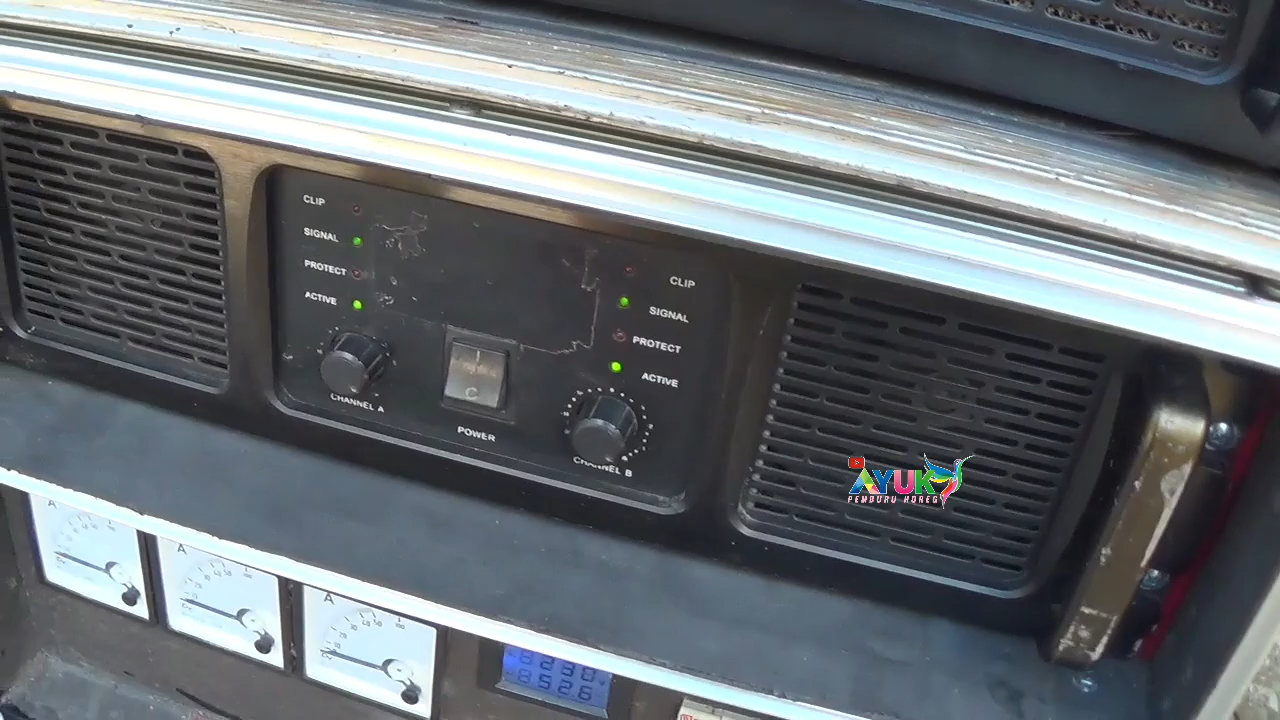 CLIP
SIGNAL
PROTECT
ACTIVE
CHANNEL A
POWER
CLIP
SIGNAL
PROTECT
ACTIVE
CHANNEL B
AYUK
PEMBURU HOREG
A
A
A